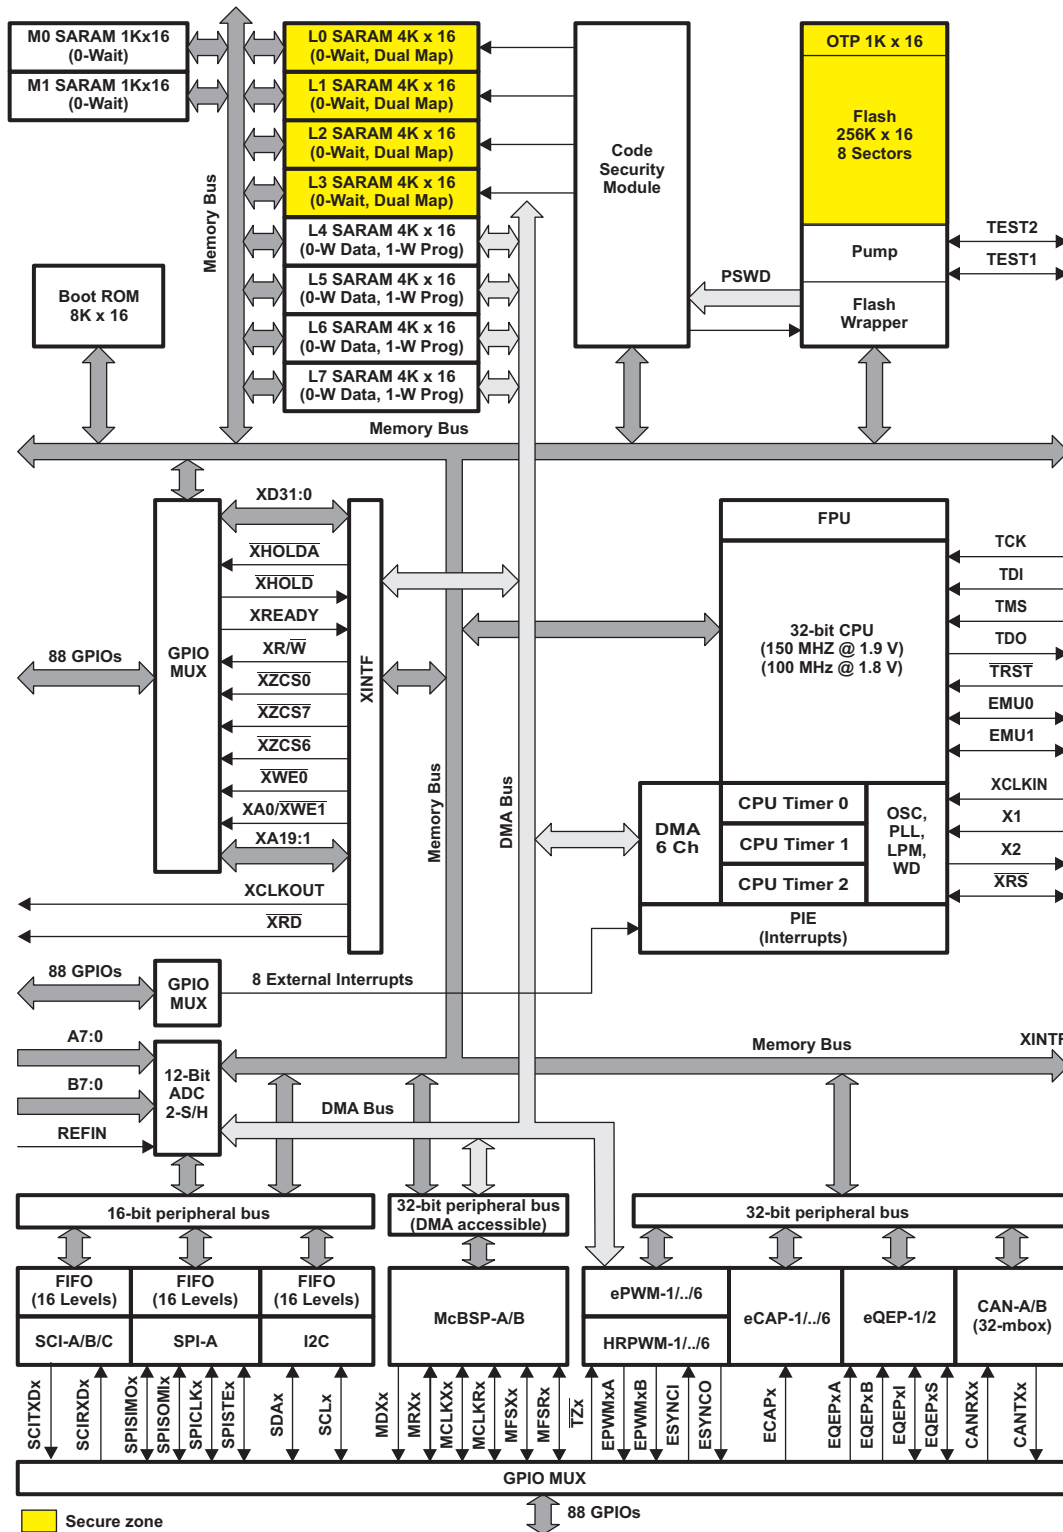 M0 SARAM 1Kx16
(0-Wait)
M1 SARAM 1Kx16
(0-Wait)
L0 SARAM 4K x 16
(0-Wait, Dual Map)
L1 SARAM 4K x 16
(0-Wait, Dual Map)
L2 SARAM 4K x 16
(0-Wait, Dual Map)
L3 SARAM 4K x 16
(0-Wait, Dual Map)
L4 SARAM 4K x 16
(0-W Data, 1-W Prog)
L5 SARAM 4K x 16
(0-W Data, 1-W Prog)
L6 SARAM 4K x 16
(0-W Data, 1-W Prog)
L7 SARAM 4K x 16
(0-W Data, 1-W Prog)
Memory Bus
Boot ROM
8K x 16
Code
Security
Module
OTP 1K x 16
Flash
256K x 16
8 Sectors
Pump
Flash
Wrapper
PSWD
TEST2
TEST1
Memory Bus
88 GPIOs
GPIO
MUX
XD31:0
XHOLDA
XHOLD
XREADY
XR/W
XZCS0
XZCS7
XZCS6
XWE0
XA0/XWE1
XA19:1
XCLKOUT
XRD
XINTF
Memory Bus
DMA Bus
FPU
32-bit CPU
(150 MHZ @ 1.9 V)
(100 MHz @ 1.8 V)
TCK
TDI
TMS
TDO
TRST
EMU0
EMU1
XCLKIN
X1
X2
XRS
DMA
6 Ch
CPU Timer 0
CPU Timer 1
CPU Timer 2
OSC,
PLL,
LPM,
WD
PIE
(Interrupts)
88 GPIOs
GPIO
MUX
8 External Interrupts
A7:0
B7:0
REFIN
12-Bit
ADC
2-S/H
Memory Bus
XINTF
DMA Bus
16-bit peripheral bus
32-bit peripheral bus
(DMA accessible)
32-bit peripheral bus
FIFO
(16 Levels)
SCI-A/B/C
FIFO
(16 Levels)
SPI-A
FIFO
(16 Levels)
I2C
McBSP-A/B
ePWM-1/../6
HRPWM-1/../6
eCAP-1/../6
eQEP-1/2
CAN-A/B
(32-mbox)
SCITXDx
SCIRXDx
SPISIMOx
SPISOMIx
SPICLKx
SPISTEx
SDAx
SCLx
MDXx
MRXx
MCLKXx
MCLKRx
MFSXx
MFSRx
TZx
EPWMxA
EPWMxB
ESYNCI
ESYNCO
ECAPx
EQEPxA
EQEPxB
EQEPxI
EQEPxS
CANRXx
CANTXx
GPIO MUX
88 GPIOs
Secure zone